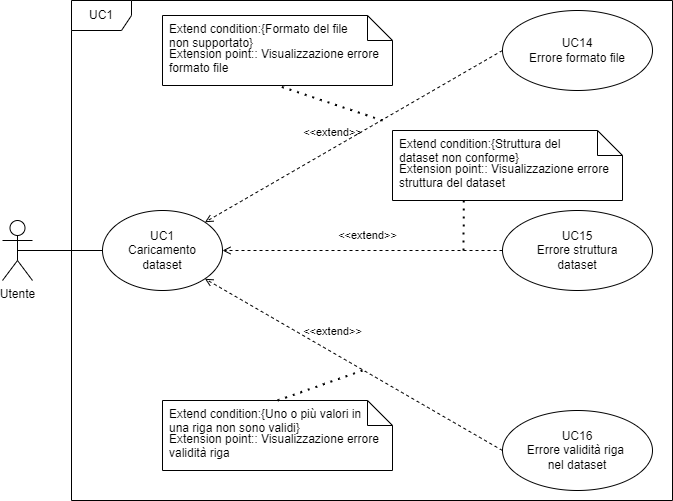 UC1
Extend condition:{Formato del file
non supportato}
Extension point:: Visualizzazione errore
formato file
UC14
Errore formato file
<<extend>>
Extend condition:{Struttura del
dataset non conforme}
Extension point:: Visualizzazione errore
struttura del dataset
UC1
Caricamento
dataset
<<extend>>
UC15
Errore struttura
dataset
Utente
<<extend>>
Extend condition:{Uno o più valori in
una riga non sono validi}
Extension point:: Visualizzazione errore
validità riga
UC16
Errore validità riga
nel dataset